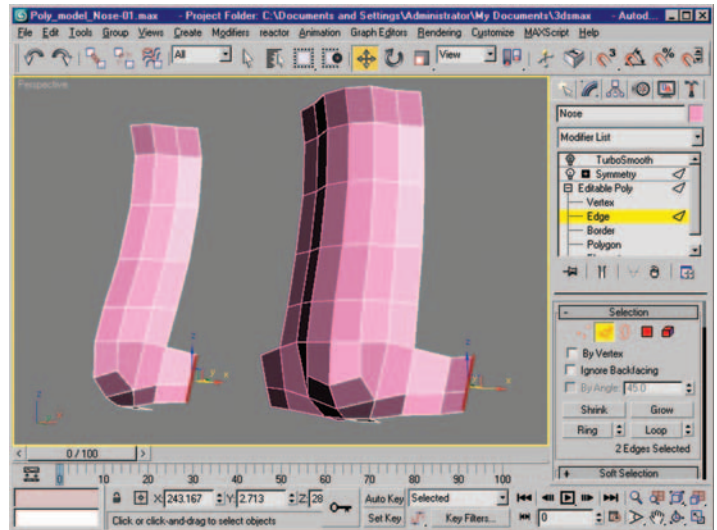 Poly_model_Nose-01.max - Project Folder: C:\Documents and Settings\Administrator\My Documents\3dsmax - Autod...
File Edit Tools Group Views Create Modifiers reactor Animation Graph Editors Rendering Customize MAXScript Help
All View
Perspective
Nose
Modifier List
TurboSmooth
Symmetry
Editable Poly
Vertex
Edge
Border
Polygon
- Selection
By Vertex
Ignore Backfacing
By Angle: 45.0
Shrink Grow
Ring Loop
2 Edges Selected
+ Soft Selection
z
x
y
z
x
y
z
x
< 0 / 100 >
0 10 20 30 40 50 60 70 80 90 100
X: 243.167 Y: 2.713 Z: 28
Auto Key Selected
Click or click-and-drag to select objects
Set Key Key Filters... 0